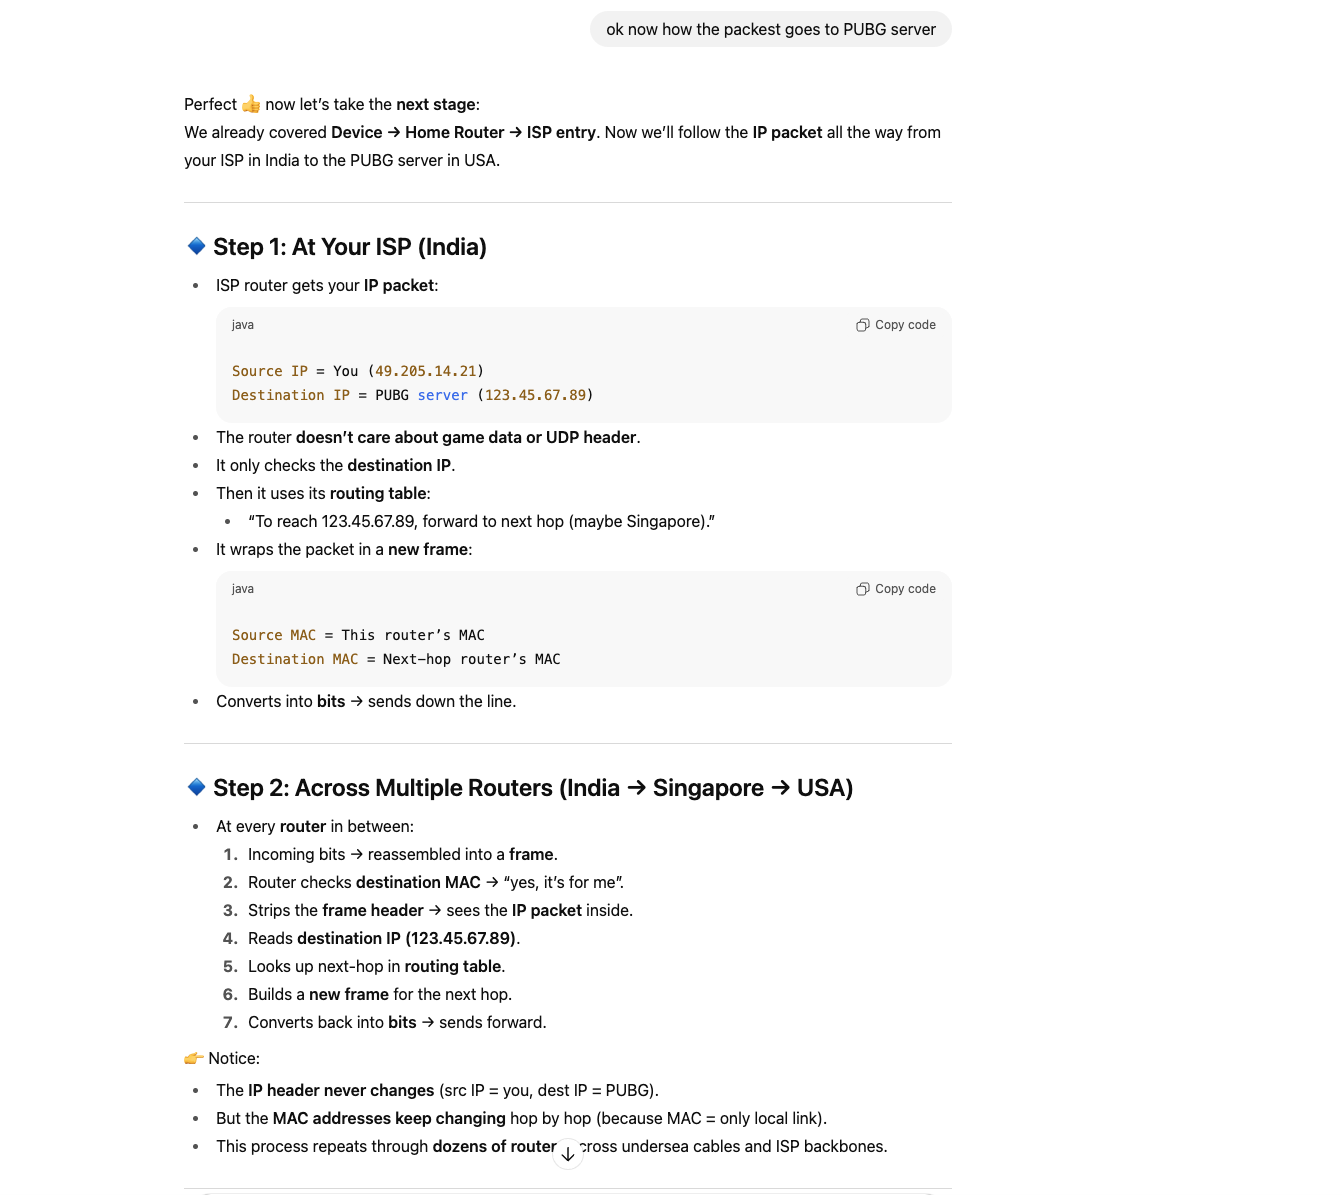 ok now how the packest goes to PUBG server
Perfect 👍 now let’s take the next stage:
We already covered Device → Home Router → ISP entry. Now we’ll follow the IP packet all the way from
your ISP in India to the PUBG server in USA.
🔹 Step 1: At Your ISP (India)
• ISP router gets your IP packet:
java
Copy code
Source IP = You (49.205.14.21)
Destination IP = PUBG server (123.45.67.89)
• The router doesn’t care about game data or UDP header.
• It only checks the destination IP.
• Then it uses its routing table:
• “To reach 123.45.67.89, forward to next hop (maybe Singapore).”
• It wraps the packet in a new frame:
java
Copy code
Source MAC = This router’s MAC
Destination MAC = Next-hop router’s MAC
• Converts into bits → sends down the line.
🔹 Step 2: Across Multiple Routers (India → Singapore → USA)
• At every router in between:
1. Incoming bits → reassembled into a frame.
2. Router checks destination MAC → “yes, it’s for me”.
3. Strips the frame header → sees the IP packet inside.
4. Reads destination IP (123.45.67.89).
5. Looks up next-hop in routing table.
6. Builds a new frame for the next hop.
7. Converts back into bits → sends forward.
👉 Notice:
• The IP header never changes (src IP = you, dest IP = PUBG).
• But the MAC addresses keep changing hop by hop (because MAC = only local link).
• This process repeats through dozens of router cross undersea cables and ISP backbones.